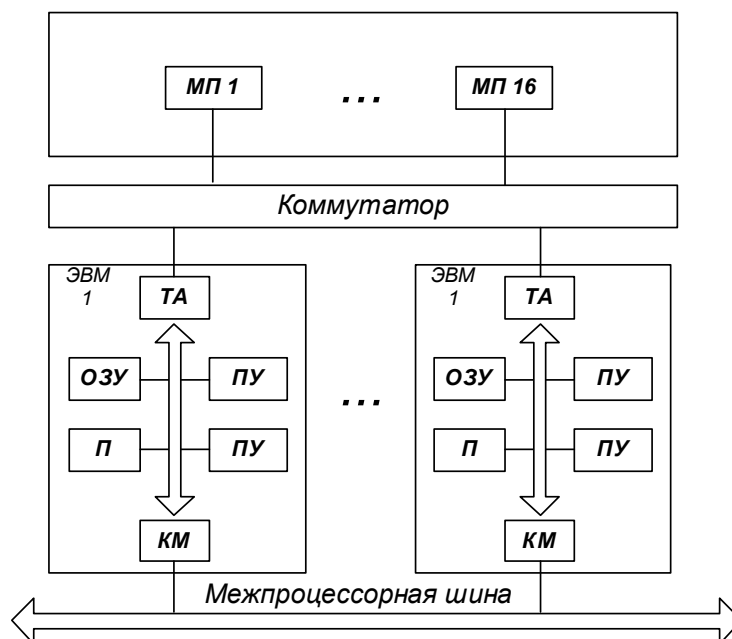 МП 1 ... МП 16
Коммутатор
ЭВМ
1
ТА
ОЗУ ПУ
П ПУ
КМ
...
ЭВМ
1
ТА
ОЗУ ПУ
П ПУ
КМ
Межпроцессорная шина